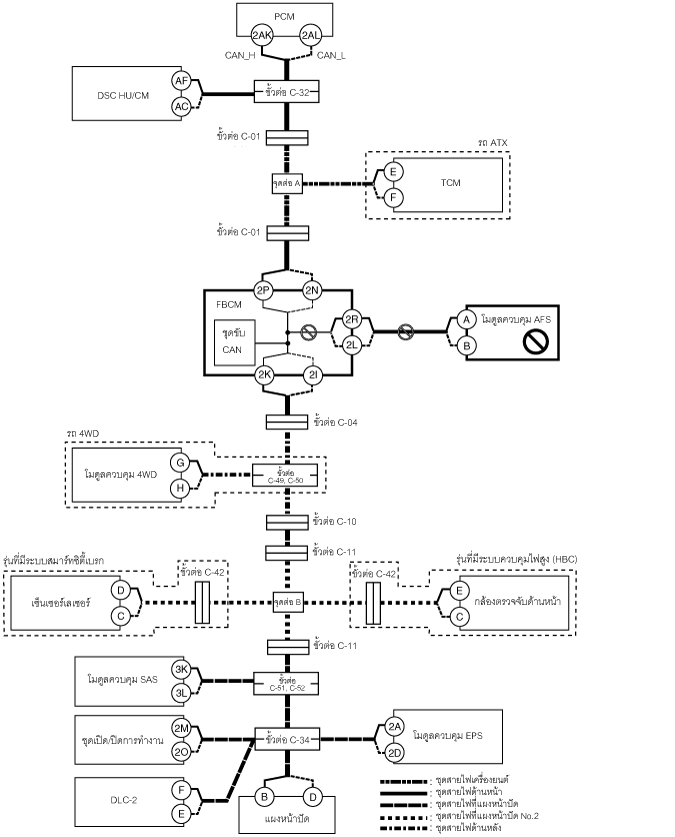 PCM
2AK
2AL
CAN_H
CAN_L
DSC HU/CM
AF
AC
ขั้วต่อ C-32
ขั้วต่อ C-01
รถ ATX
ชุดต่อ A
E
F
TCM
ขั้วต่อ C-01
2P
2N
FBCM
ชุดขับ
CAN
2R
2L
A
B
โมดูลควบคุม AFS
2K
2I
ขั้วต่อ C-04
รถ 4WD
โมดูลควบคุม 4WD
G
H
ขั้วต่อ
C-49, C-50
ขั้วต่อ C-10
ขั้วต่อ C-11
รุ่นที่มีระบบสมาร์ทซิตี้เบรก
รุ่นที่มีระบบควบคุมไฟสูง (HBC)
ขั้วต่อ C-42
ขั้วต่อ C-42
เซ็นเซอร์เลเซอร์
D
C
ชุดต่อ B
E
C
กล้องตรวจจับด้านหน้า
ขั้วต่อ C-11
โมดูลควบคุม SAS
3K
3L
ขั้วต่อ
C-51, C-52
ชุดเปิด/ปิดการทำงาน
2M
2O
ขั้วต่อ C-34
2A
2D
โมดูลควบคุม EPS
DLC-2
F
E
B
D
แผงหน้าปัด
: ชุดสายไฟเครื่องยนต์
: ชุดสายไฟด้านหน้า
: ชุดสายไฟที่แผงหน้าปัด
: ชุดสายไฟที่แผงหน้าปัด No.2
: ชุดสายไฟด้านหลัง